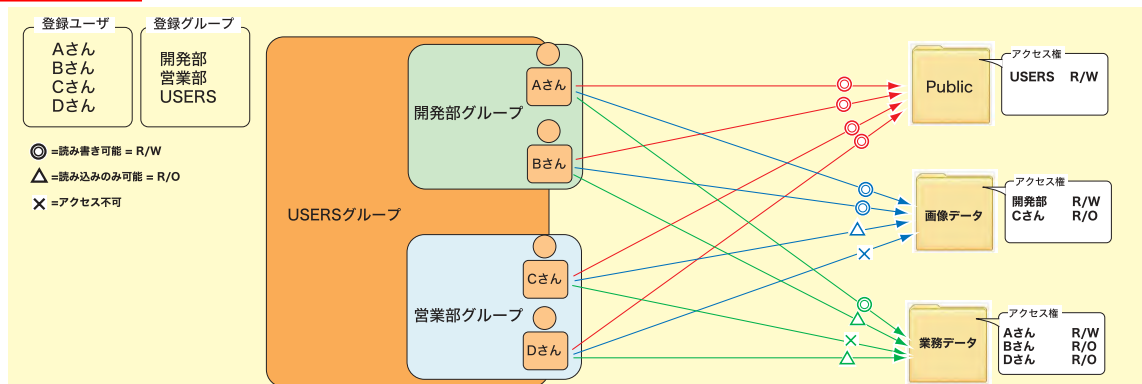 登録ユーザ
Aさん
Bさん
Cさん
Dさん
登録グループ
開発部
営業部
USERS
◎=読み書き可能 = R/W
△=読み込みのみ可能 = R/O
×=アクセス不可
USERSグループ
開発部グループ
Aさん
Bさん
営業部グループ
Cさん
Dさん
Public
アクセス権
USERS R/W
画像データ
アクセス権
開発部 R/W
Cさん R/O
業務データ
アクセス権
Aさん R/W
Bさん R/O
Dさん R/O